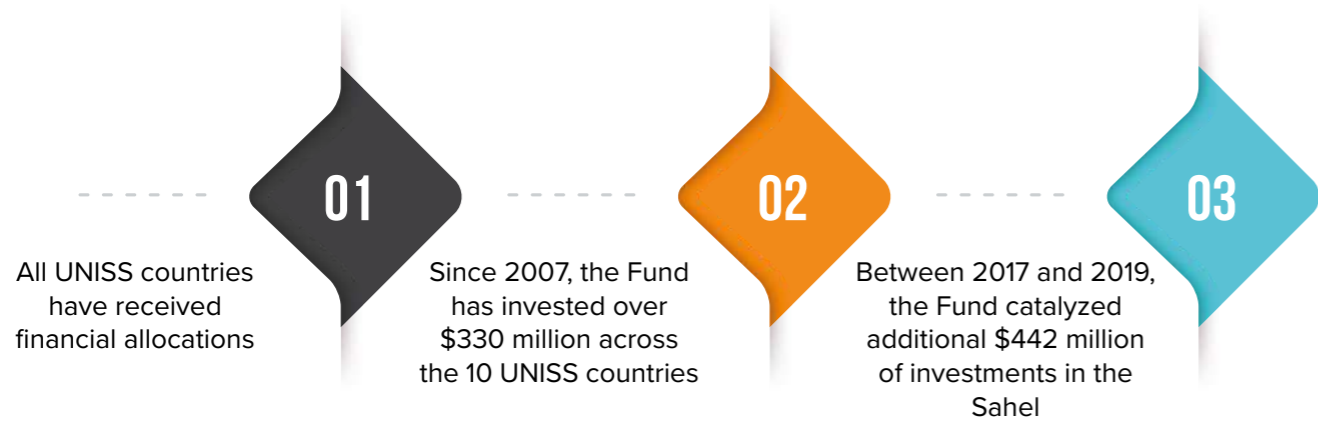 01
All UNISS countries
have received
financial allocations
02
Since 2007, the Fund
has invested over
$330 million across
the 10 UNISS countries
03
Between 2017 and 2019,
the Fund catalyzed
additional $442 million
of investments in the
Sahel